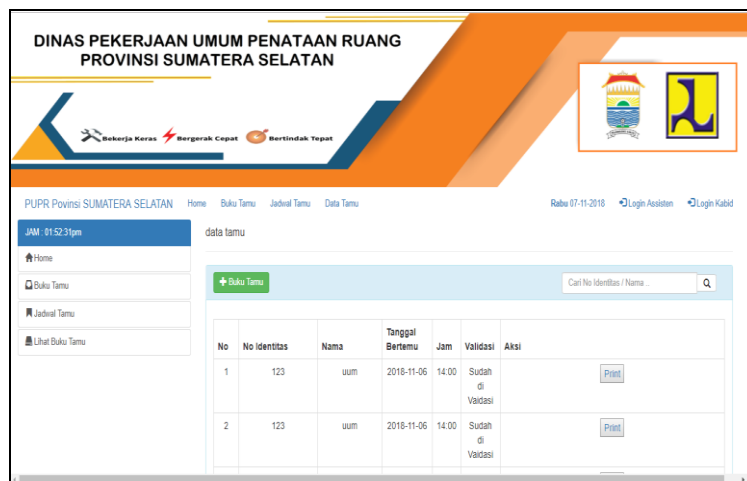 DINAS PEKERJAAN UMUM PENATAAN RUANG
PROVINSI SUMATERA SELATAN
Bekerja Keras Bergerak Cepat Bertindak Tepat
PUPR Povinsi SUMATERA SELATAN Home Buku Tamu Jadwal Tamu Data Tamu Rabu 07-11-2018 Login Assisten Login Kabid
JAM : 01:52:31pm
Home
Buku Tamu
Jadwal Tamu
Lihat Buku Tamu
data tamu
Buku Tamu Cari No Identitas / Nama ..
No No Identitas Nama Tanggal Bertemu Jam Validasi Aksi
1 123 uum 2018-11-06 14:00 Sudah di Vaidasi Print
2 123 uum 2018-11-06 14:00 Sudah di Vaidasi Print